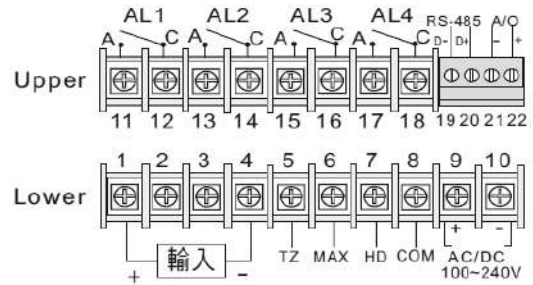 AL1 AL2 AL3 AL4 RS-485 A/O
A C A C A C A C D- D+ - +
Upper
11 12 13 14 15 16 17 18 19 20 21 22
1 2 3 4 5 6 7 8 9 10
Lower
+ 輸入 - TZ MAX HD COM + -
AC/DC
100~240V